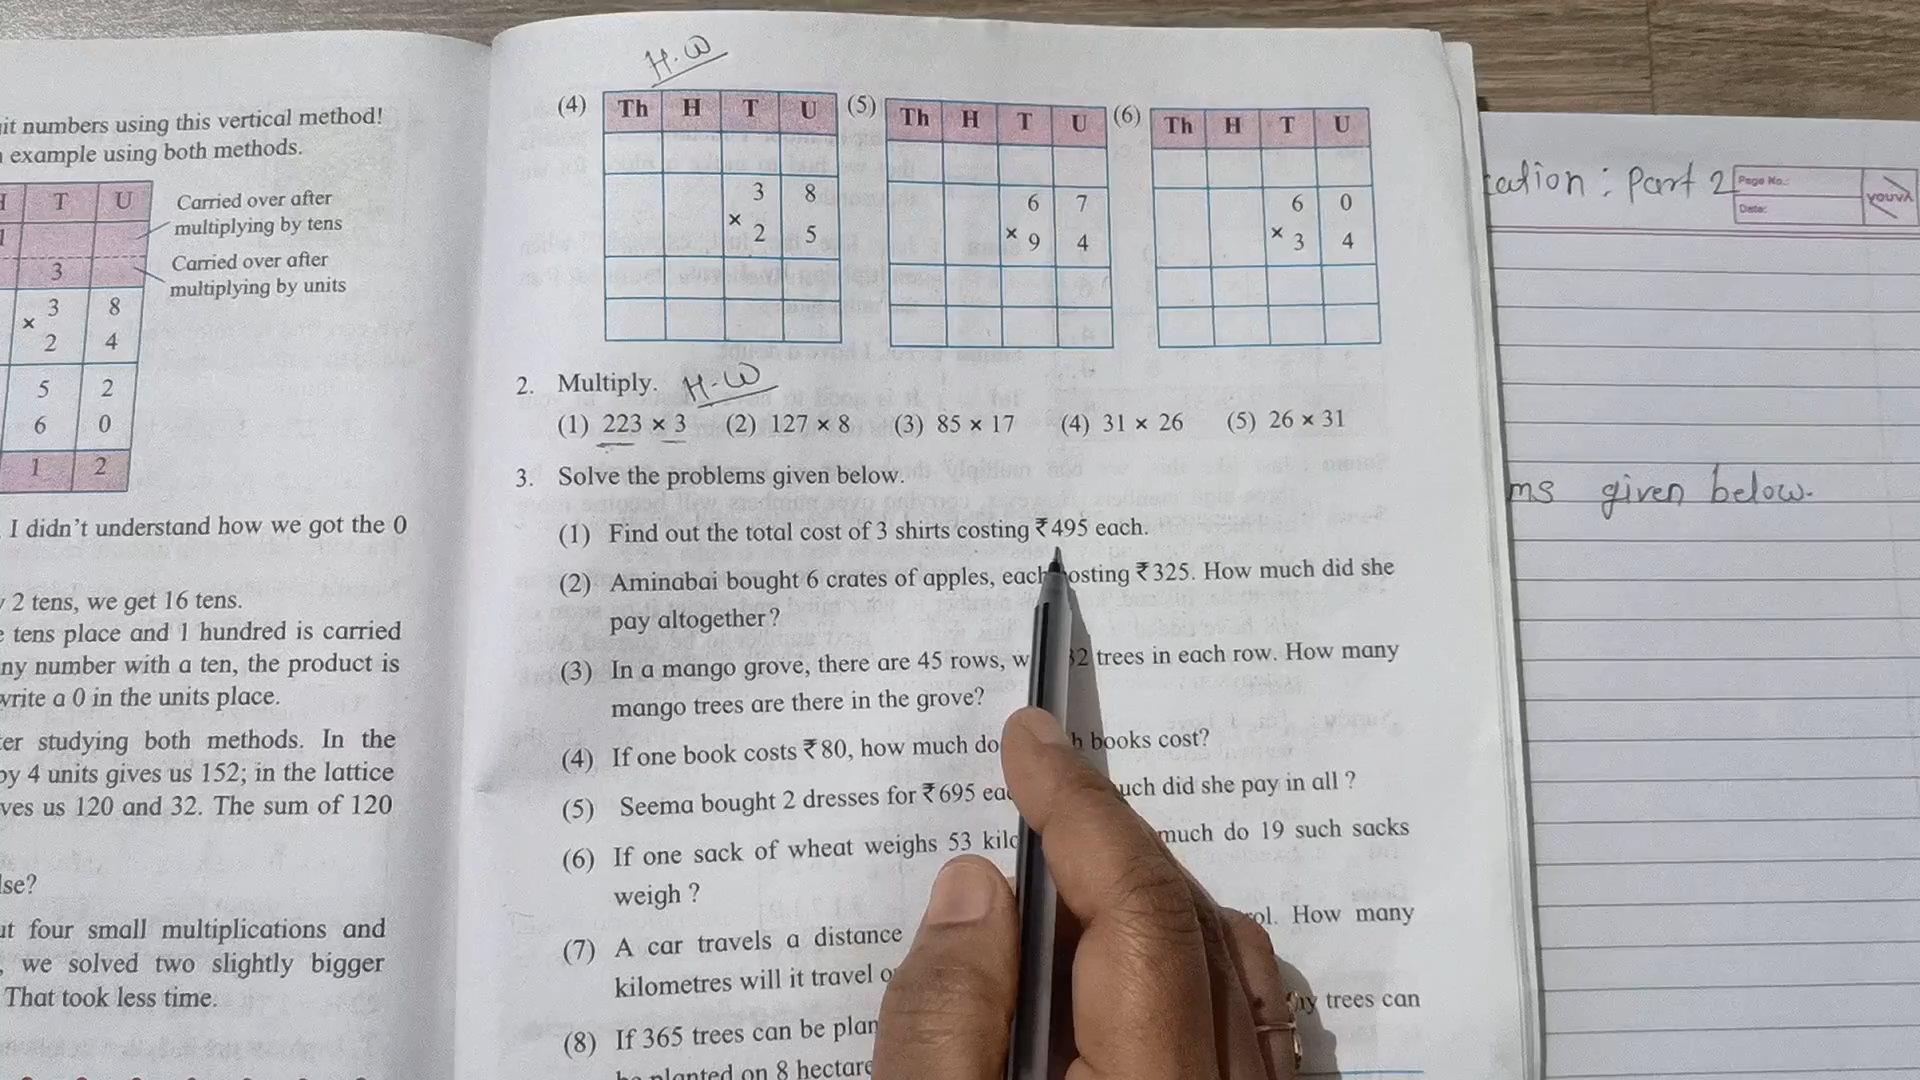 it numbers using this vertical method!
example using both methods.
T U
Carried over after
multiplying by tens
1
3
Carried over after
multiplying by units
3 8
× 2 4
5 2
6 0
1 2
I didn't understand how we got the 0
2 tens, we get 16 tens.
tens place and 1 hundred is carried
ny number with a ten, the product is
write a 0 in the units place.
er studying both methods. In the
by 4 units gives us 152; in the lattice
ves us 120 and 32. The sum of 120
lse?
ut four small multiplications and
we solved two slightly bigger
That took less time.
H.W
(4) Th H T U
3 8
× 2 5
(5) Th H T U
6 7
× 9 4
(6) Th H T U
6 0
× 3 4
2. Multiply. H-W
(1) 223 × 3 (2) 127 × 8 (3) 85 × 17 (4) 31 × 26 (5) 26 × 31
3. Solve the problems given below.
(1) Find out the total cost of 3 shirts costing ₹495 each.
(2) Aminabai bought 6 crates of apples, each costing ₹325. How much did she
pay altogether?
(3) In a mango grove, there are 45 rows, w 2 trees in each row. How many
mango trees are there in the grove?
(4) If one book costs ₹80, how much do h books cost?
(5) Seema bought 2 dresses for ₹695 ea uch did she pay in all ?
(6) If one sack of wheat weighs 53 kilo much do 19 such sacks
weigh ?
(7) A car travels a distance ol. How many
kilometres will it travel o
(8) If 365 trees can be plan ny trees can
be planted on 8 hectare
cation : Part 2
Page No.:
Date:
YOUVA
ms given below.